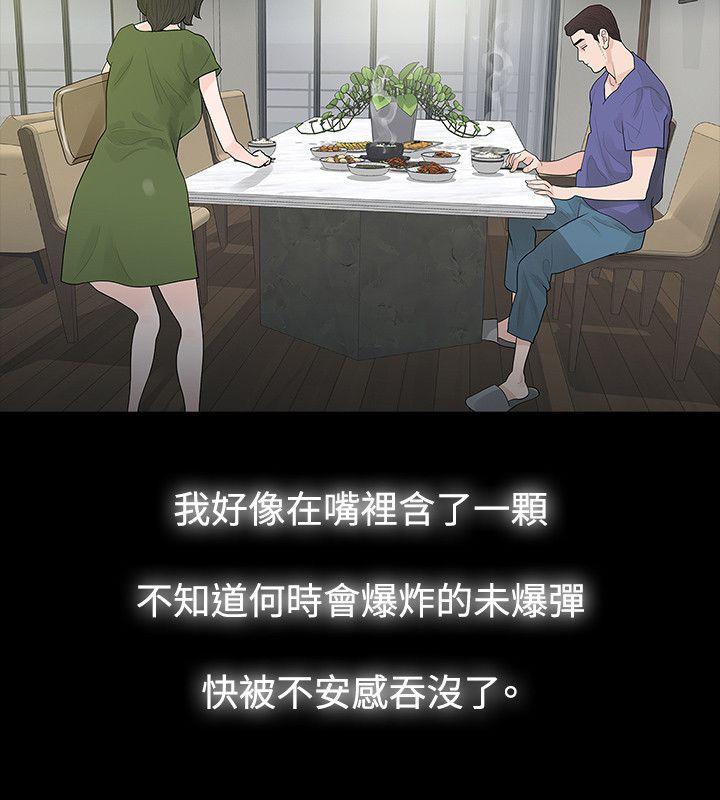 我好像在嘴裡含了一顆
不知道何時會爆炸的未爆彈
快被不安感吞沒了。